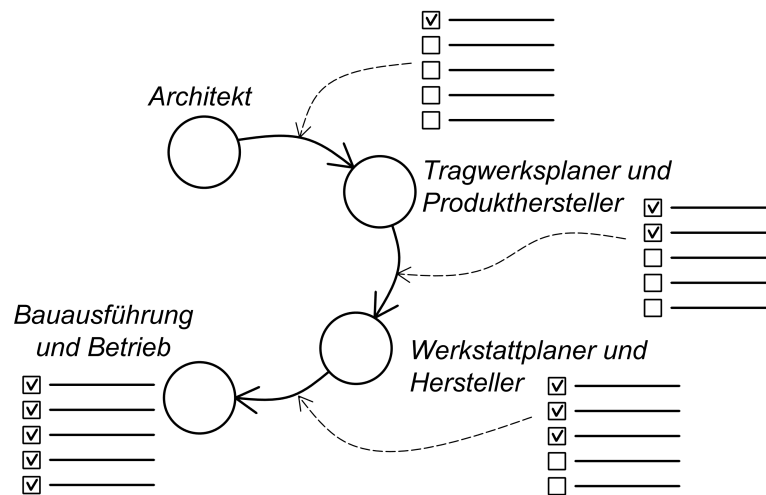 Architekt
Tragwerksplaner und
Produkthersteller
Bauausführung
und Betrieb
Werkstattplaner und
Hersteller